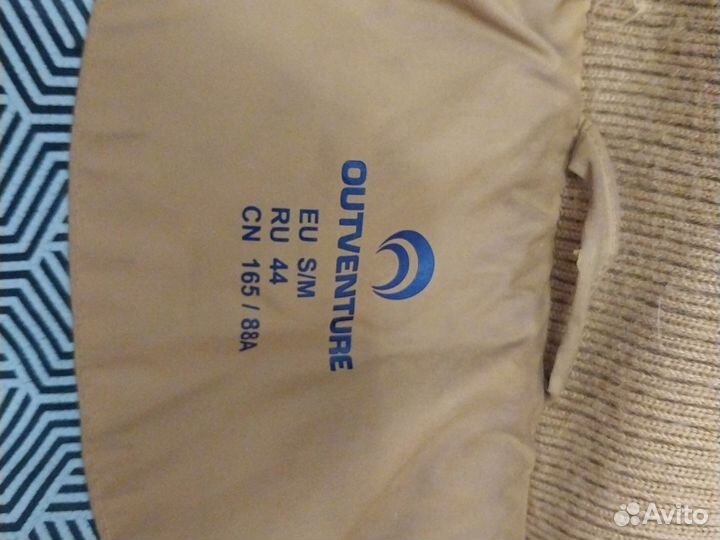 OUTVENTURE
EU S/M
RU 44
CN 165 / 88A
Avito